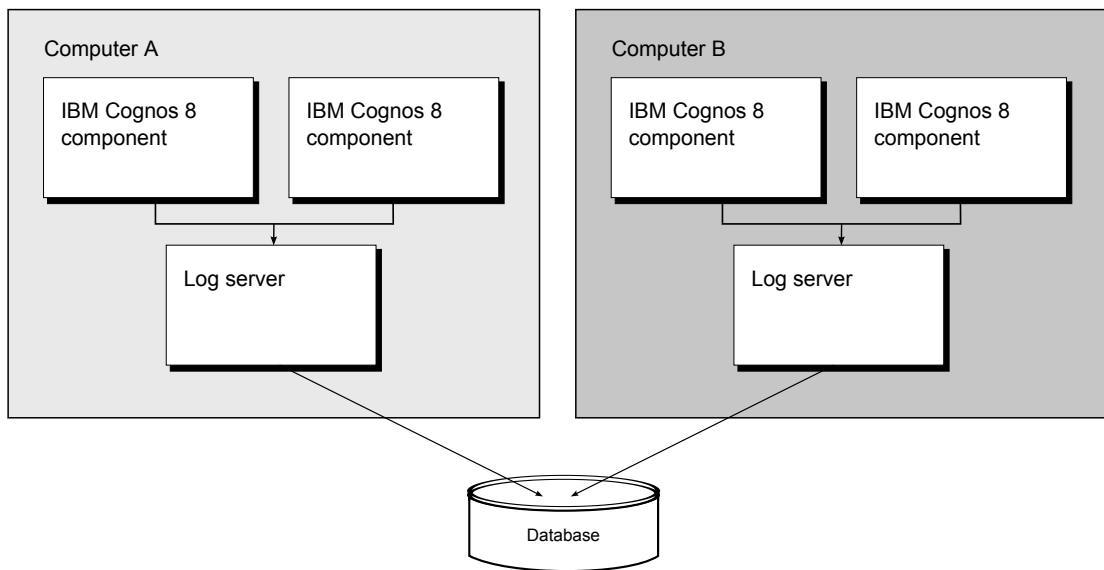 Computer A
IBM Cognos 8
component
IBM Cognos 8
component
Log server
Computer B
IBM Cognos 8
component
IBM Cognos 8
component
Log server
Database